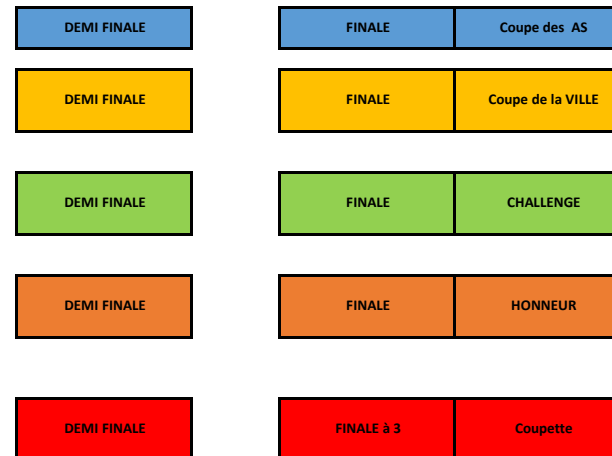 DEMI FINALE FINALE Coupe des AS
DEMI FINALE FINALE Coupe de la VILLE
DEMI FINALE FINALE CHALLENGE
DEMI FINALE FINALE HONNEUR
DEMI FINALE FINALE à 3 Coupette